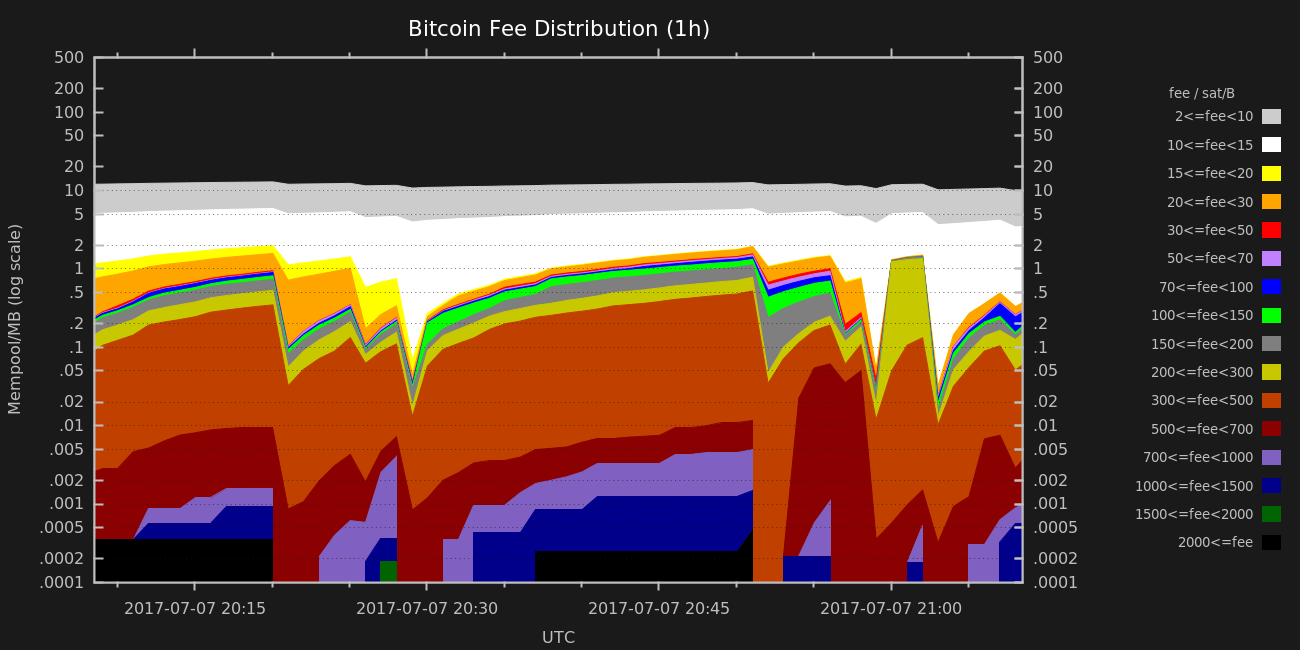 Bitcoin Fee Distribution (1h)
Mempool/MB (log scale)
500
200
100
50
20
10
5
2
1
.5
.2
.1
.05
.02
.01
.005
.002
.001
.0005
.0002
.0001
500
200
100
50
20
10
5
2
1
.5
.2
.1
.05
.02
.01
.005
.002
.001
.0005
.0002
.0001
2017-07-07 20:15
2017-07-07 20:30
2017-07-07 20:45
2017-07-07 21:00
UTC
fee / sat/B
2<=fee<10
10<=fee<15
15<=fee<20
20<=fee<30
30<=fee<50
50<=fee<70
70<=fee<100
100<=fee<150
150<=fee<200
200<=fee<300
300<=fee<500
500<=fee<700
700<=fee<1000
1000<=fee<1500
1500<=fee<2000
2000<=fee